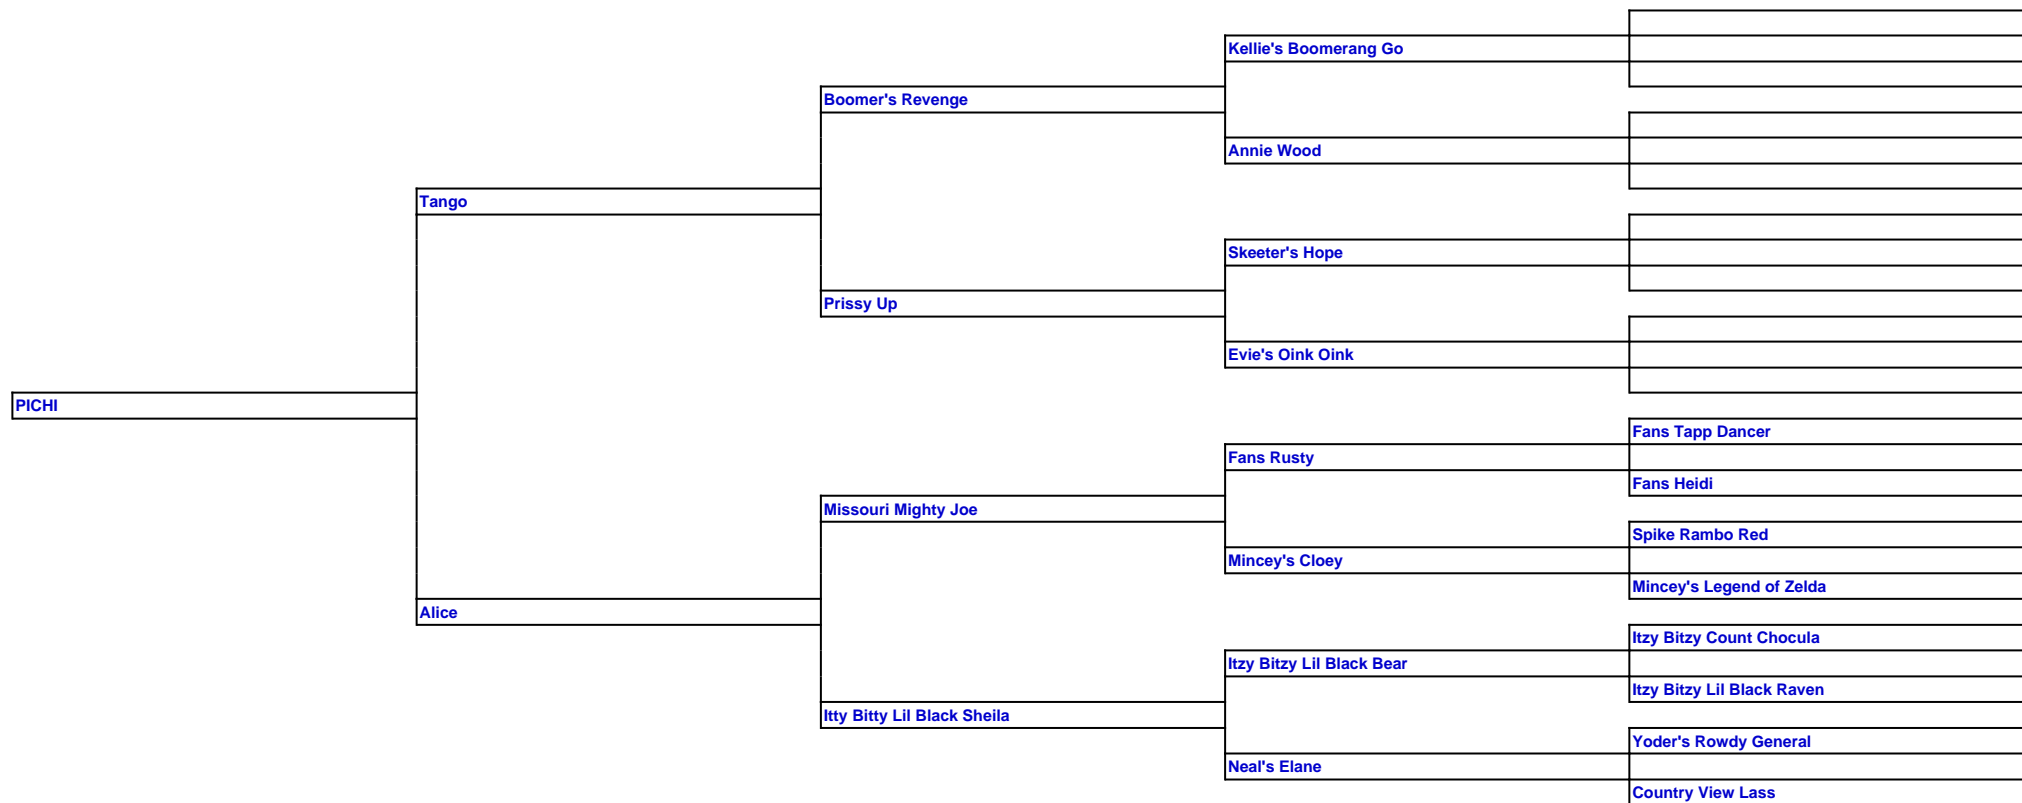 Kellie's Boomerang Go
Boomer's Revenge
Annie Wood
Tango
Skeeter's Hope
Prissy Up
Evie's Oink Oink
PICHI
Fans Tapp Dancer
Fans Rusty
Fans Heidi
Missouri Mighty Joe
Spike Rambo Red
Mincey's Cloey
Mincey's Legend of Zelda
Alice
Itzy Bitzy Count Chocula
Itzy Bitzy Lil Black Bear
Itzy Bitzy Lil Black Raven
Itty Bitty Lil Black Sheila
Yoder's Rowdy General
Neal's Elane
Country View Lass